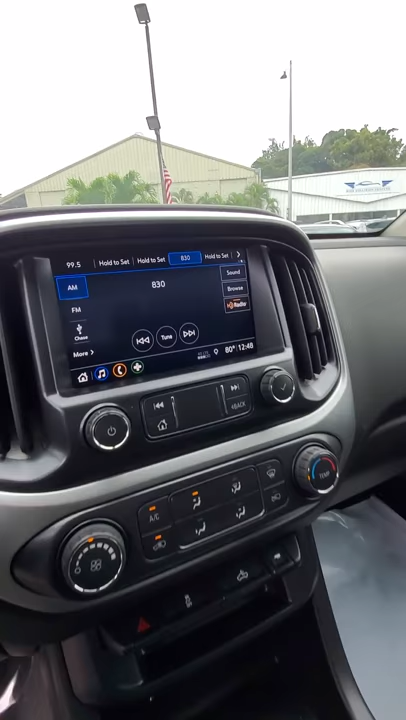 99.5 Hold to Set Hold to Set 830 Hold to Set
AM
830
Sound
FM
Browse
HD Radio
Chase
Tune
More
80° 12:48
BACK
A/C
TEMP